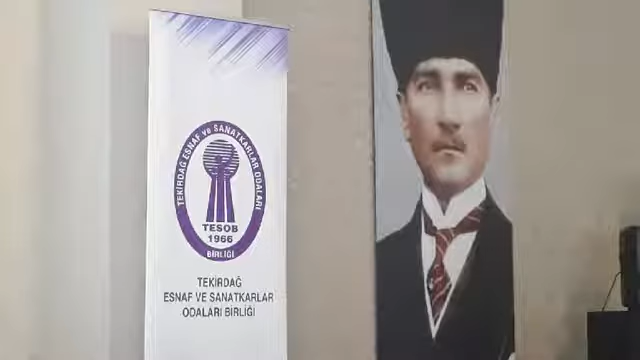 TEKİRDAĞ ESNAF ve SANATKARLAR ODALARI
TESOB
1966
BİRLİĞİ
TEKİRDAĞ
ESNAF VE SANATKARLAR
ODALARI BİRLİĞİ